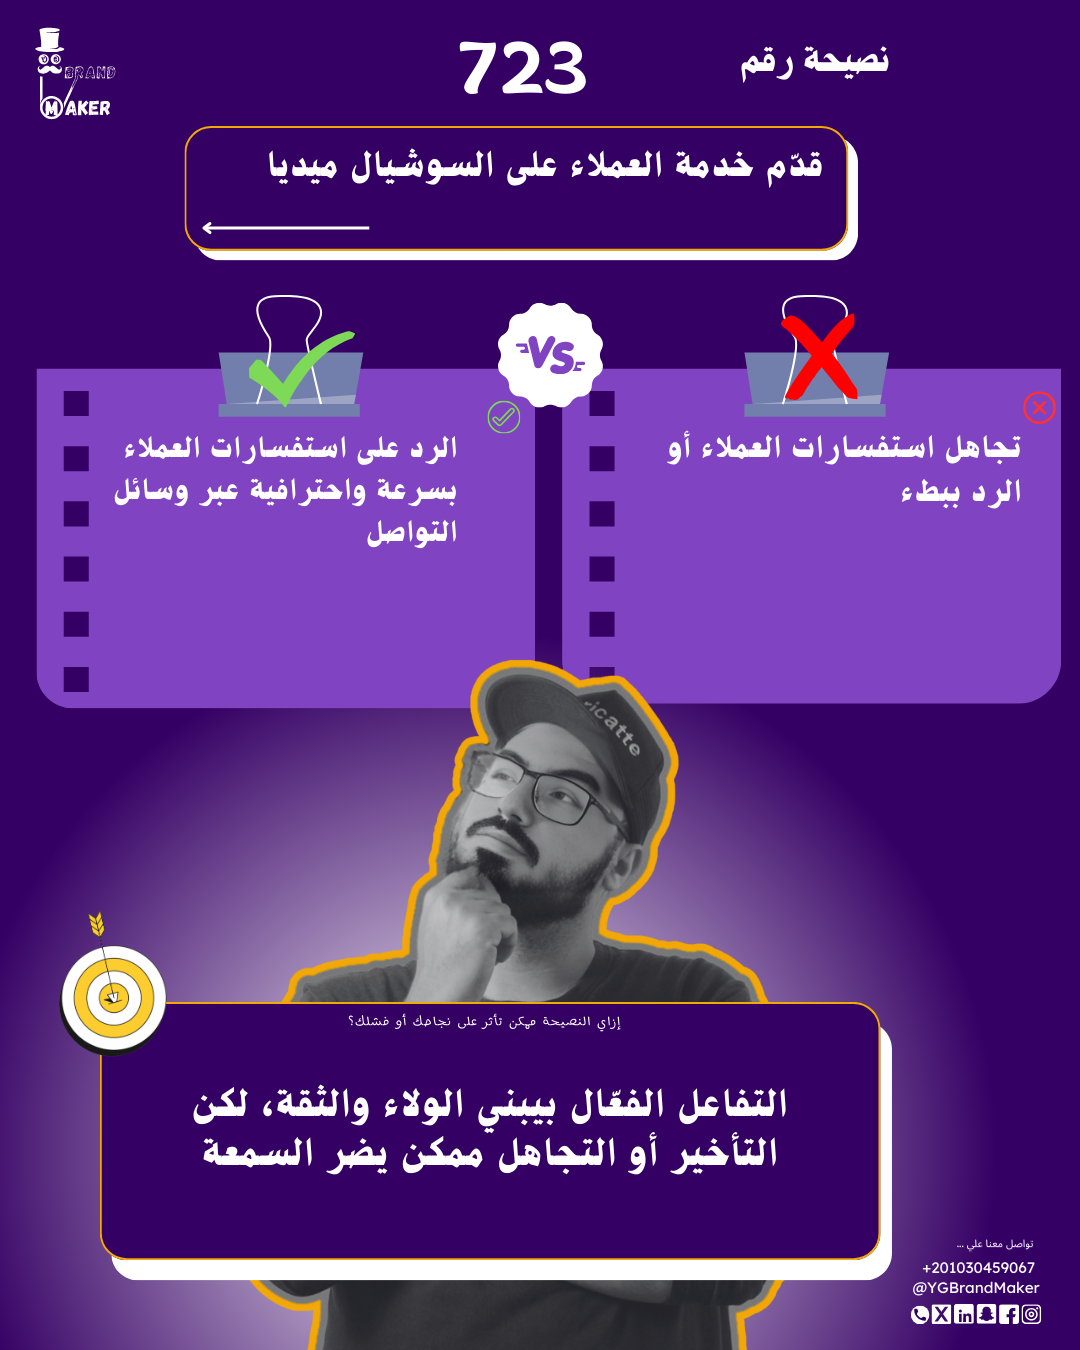 BRAND
MAKER
نصيحة رقم
723
قدّم خدمة العملاء على السوشيال ميديا
VS
تجاهل استفسارات العملاء أو
الرد ببطء
الرد على استفسارات العملاء
بسرعة واحترافية عبر وسائل
التواصل
icatte
إزاي النصيحة ممكن تأثر على نجاحك أو فشلك؟
التفاعل الفعّال بيبني الولاء والثقة، لكن
التأخير أو التجاهل ممكن يضر السمعة
تواصل معنا علي ...
+201030459067
@YGBrandMaker